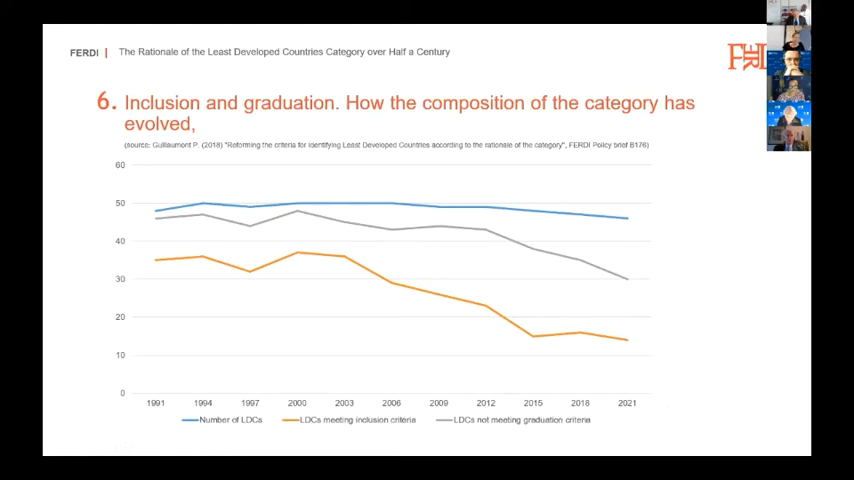 FERDI | The Rationale of the Least Developed Countries Category over Half a Century
FERD
6. Inclusion and graduation. How the composition of the category has
evolved,
(source: Guillaumont P. (2018) "Reforming the criteria for identifying Least Developed Countries according to the rationale of the category", FERDI Policy brief B176)
60
50
40
30
20
10
0
1991 1994 1997 2000 2003 2006 2009 2012 2015 2018 2021
Number of LDCs LDCs meeting inclusion criteria LDCs not meeting graduation criteria